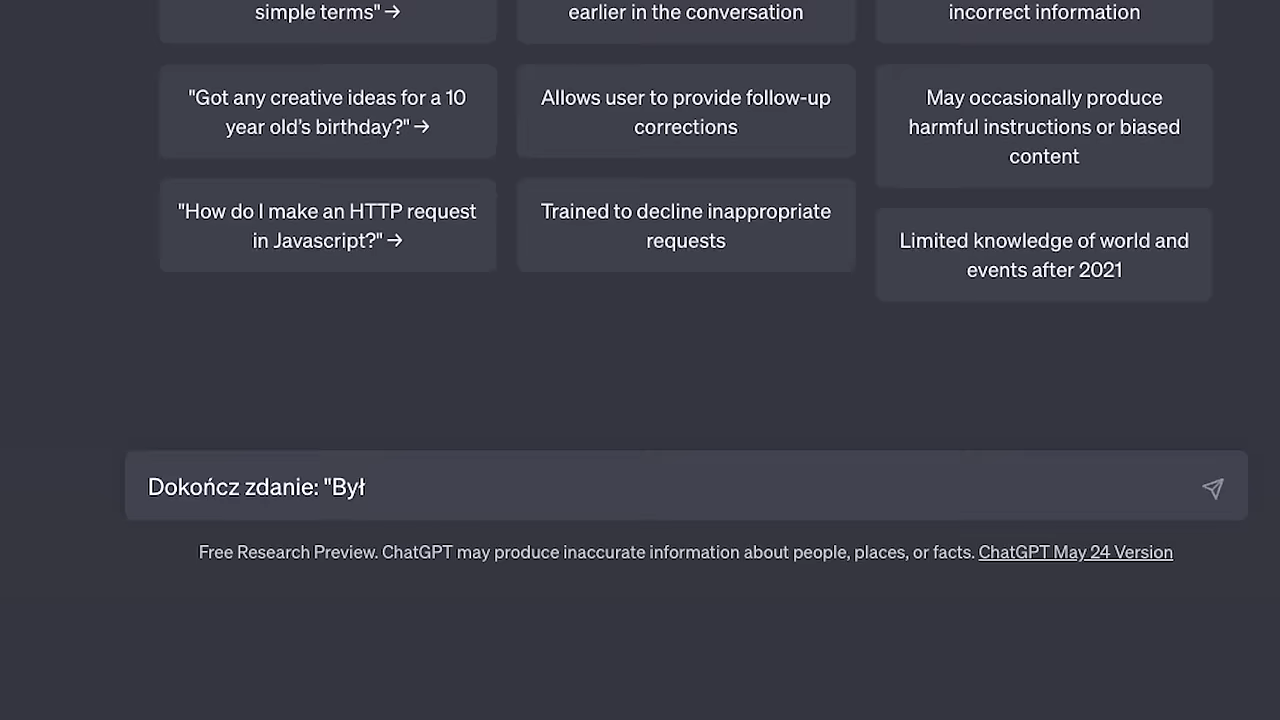 simple terms" →
"Got any creative ideas for a 10
year old's birthday?" →
"How do I make an HTTP request
in Javascript?" →
earlier in the conversation
Allows user to provide follow-up
corrections
Trained to decline inappropriate
requests
incorrect information
May occasionally produce
harmful instructions or biased
content
Limited knowledge of world and
events after 2021
Dokończ zdanie: "Był
Free Research Preview. ChatGPT may produce inaccurate information about people, places, or facts. ChatGPT May 24 Version